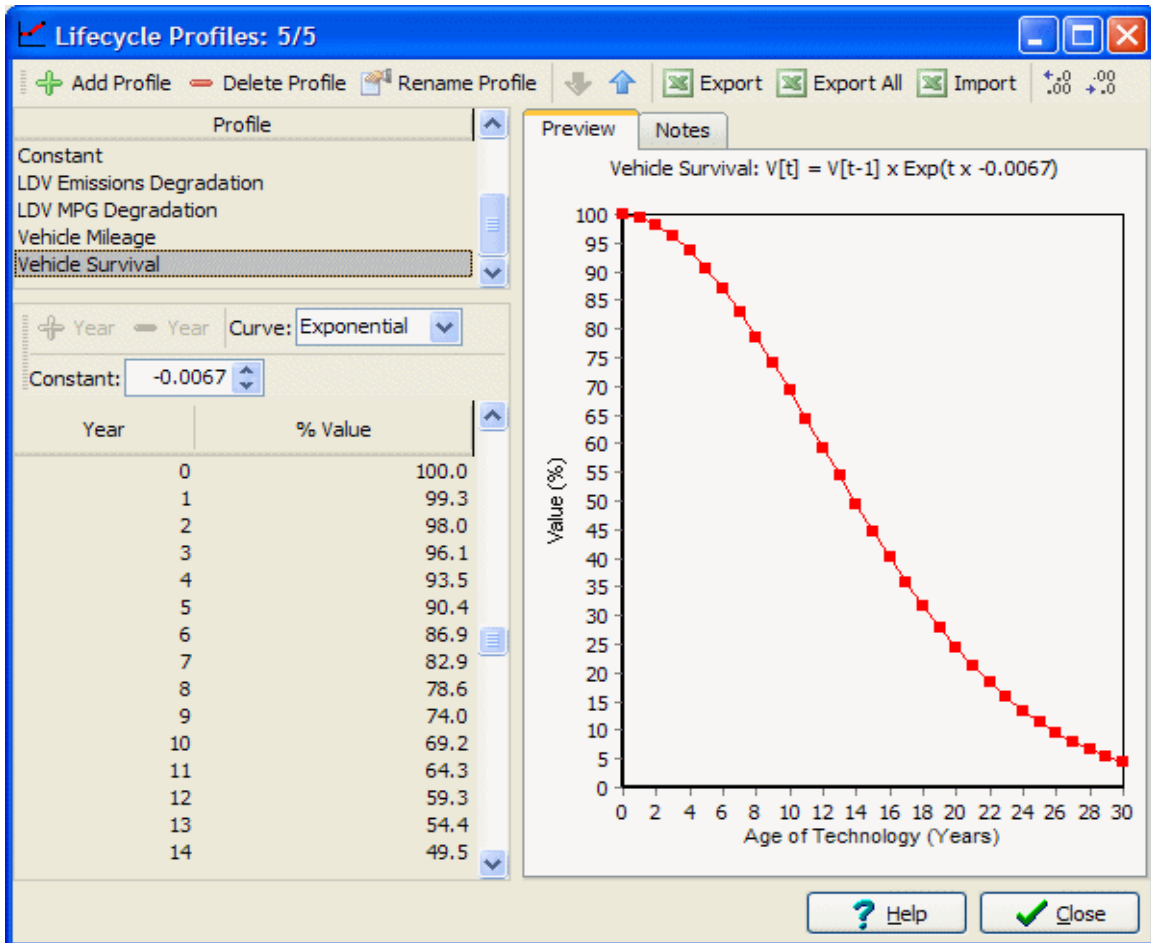 Lifecycle Profiles: 5/5
Add Profile Delete Profile Rename Profile Export Export All Import
Profile
Constant
LDV Emissions Degradation
LDV MPG Degradation
Vehicle Mileage
Vehicle Survival
Year Year Curve: Exponential
Constant: -0.0067
Year % Value
0 100.0
1 99.3
2 98.0
3 96.1
4 93.5
5 90.4
6 86.9
7 82.9
8 78.6
9 74.0
10 69.2
11 64.3
12 59.3
13 54.4
14 49.5
Preview Notes
Vehicle Survival: V[t] = V[t-1] x Exp(t x -0.0067)
Value (%)
100
95
90
85
80
75
70
65
60
55
50
45
40
35
30
25
20
15
10
5
0
0 2 4 6 8 10 12 14 16 18 20 22 24 26 28 30
Age of Technology (Years)
? Help Close